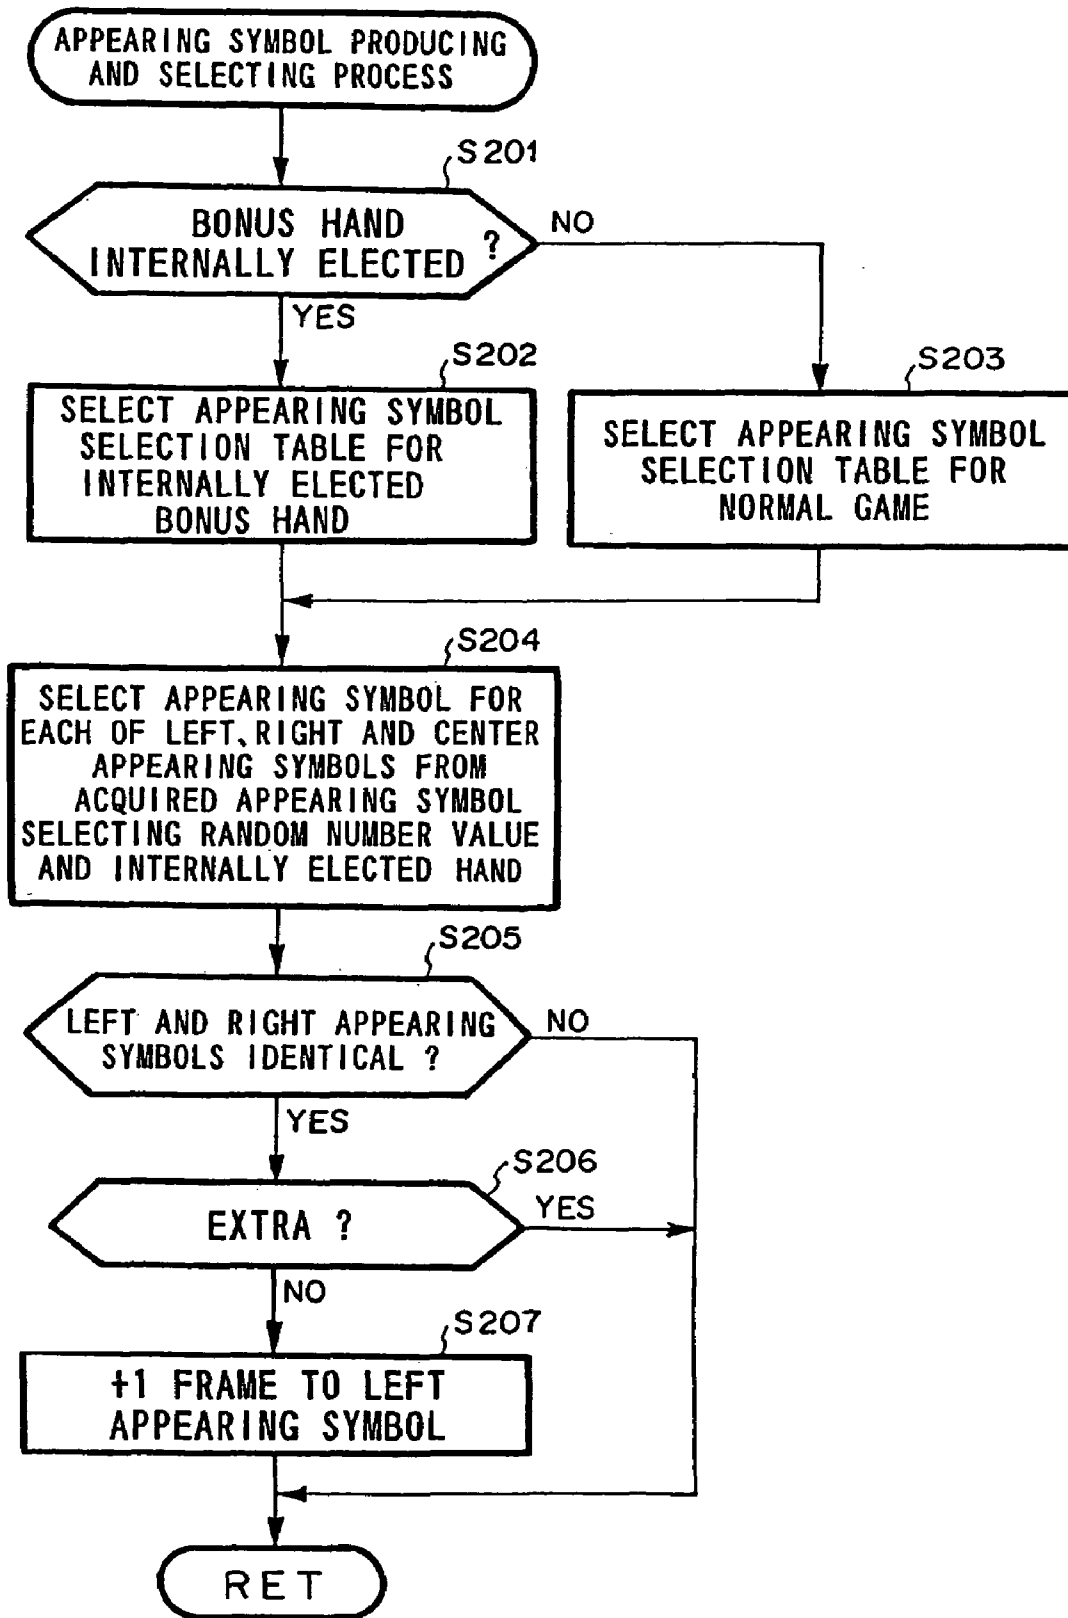 APPEARING SYMBOL PRODUCING
AND SELECTING PROCESS
S201
BONUS HAND
INTERNALLY ELECTED ?
NO
YES
S202
SELECT APPEARING SYMBOL
SELECTION TABLE FOR
INTERNALLY ELECTED
BONUS HAND
S203
SELECT APPEARING SYMBOL
SELECTION TABLE FOR
NORMAL GAME
S204
SELECT APPEARING SYMBOL FOR
EACH OF LEFT、RIGHT AND CENTER
APPEARING SYMBOLS FROM
ACQUIRED APPEARING SYMBOL
SELECTING RANDOM NUMBER VALUE
AND INTERNALLY ELECTED HAND
S205
LEFT AND RIGHT APPEARING
SYMBOLS IDENTICAL ?
NO
YES
S206
EXTRA ?
YES
NO
S207
+1 FRAME TO LEFT
APPEARING SYMBOL
RET